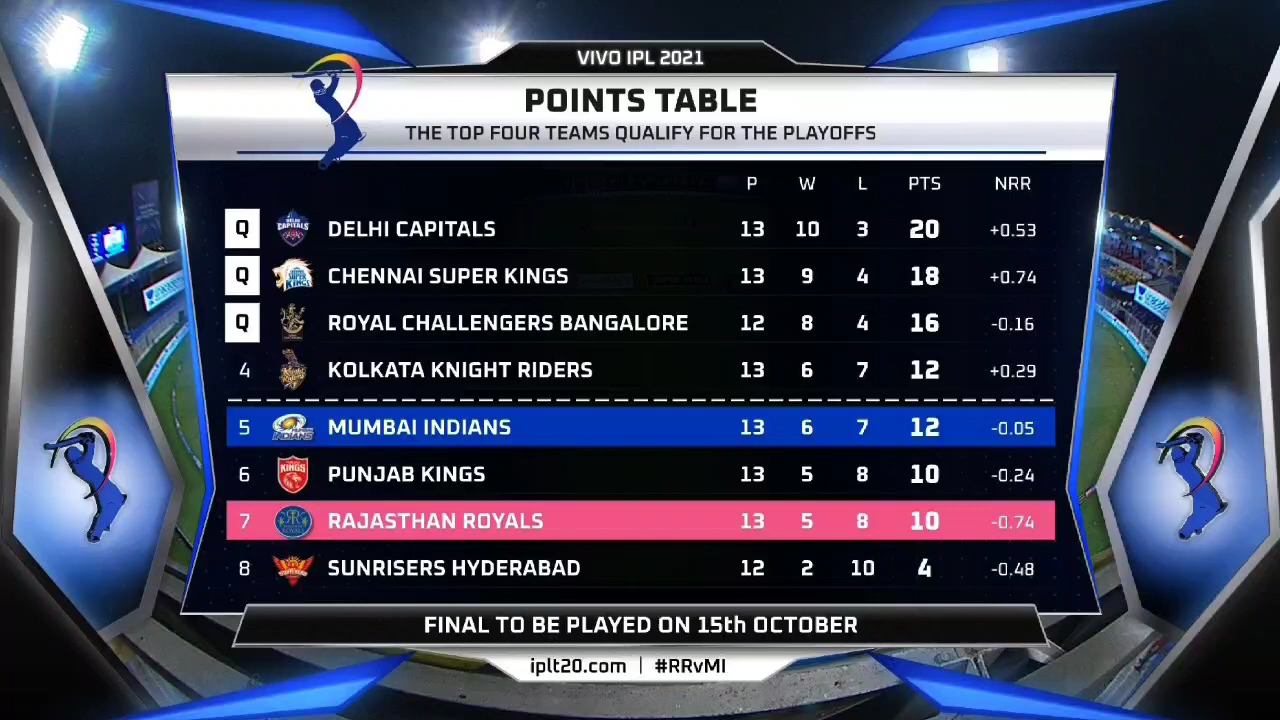 VIVO IPL 2021
POINTS TABLE
THE TOP FOUR TEAMS QUALIFY FOR THE PLAYOFFS
P W L PTS NRR
Q DELHI CAPITALS 13 10 3 20 +0.53
Q CHENNAI SUPER KINGS 13 9 4 18 +0.74
Q ROYAL CHALLENGERS BANGALORE 12 8 4 16 -0.16
4 KOLKATA KNIGHT RIDERS 13 6 7 12 +0.29
5 MUMBAI INDIANS 13 6 7 12 -0.05
6 PUNJAB KINGS 13 5 8 10 -0.24
7 RAJASTHAN ROYALS 13 5 8 10 -0.74
8 SUNRISERS HYDERABAD 12 2 10 4 -0.48
FINAL TO BE PLAYED ON 15th OCTOBER
iplt20.com | #RRvMI